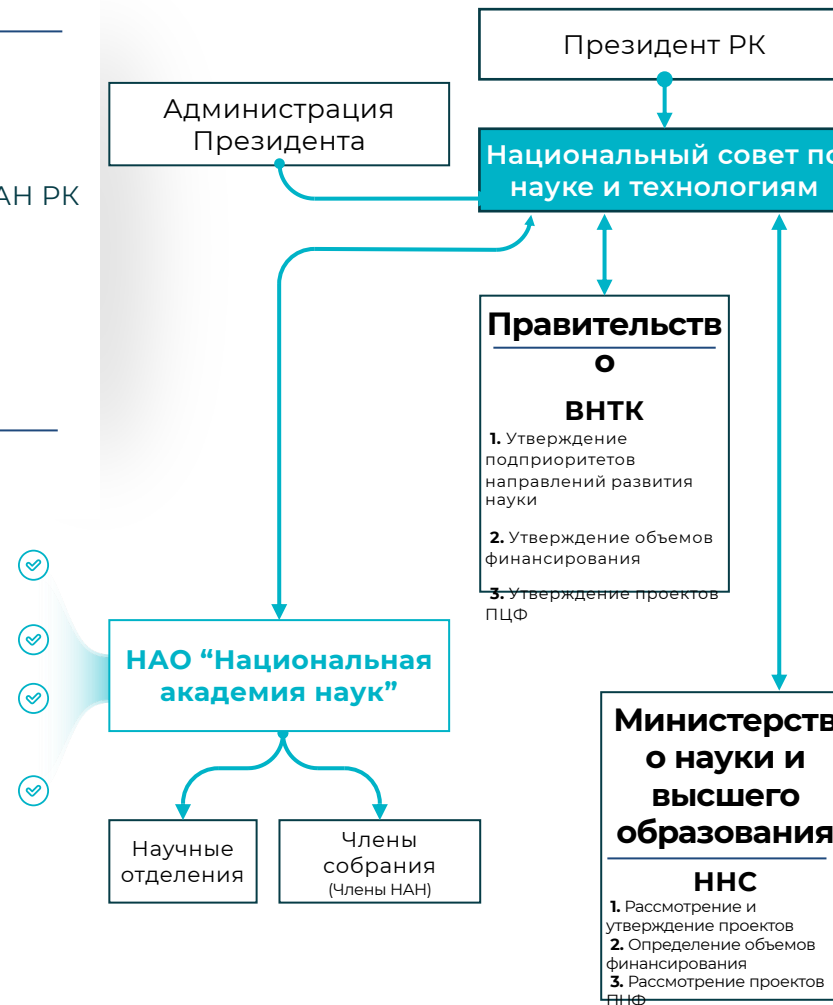 Президент РК
Администрация
Президента
Национальный совет по
науке и технологиям
АН РК
Правительств
о
ВНТК
1. Утверждение
подприоритетов
направлений развития
науки
2. Утверждение объемов
финансирования
3. Утверждение проектов
ПЦФ
НАО “Национальная
академия наук”
Научные
отделения
Члены
собрания
(Члены НАН)
Министерств
о науки и
высшего
образования
ННС
1. Рассмотрение и
утверждение проектов
2. Определение объемов
финансирования
3. Рассмотрение проектов
ПЦФ